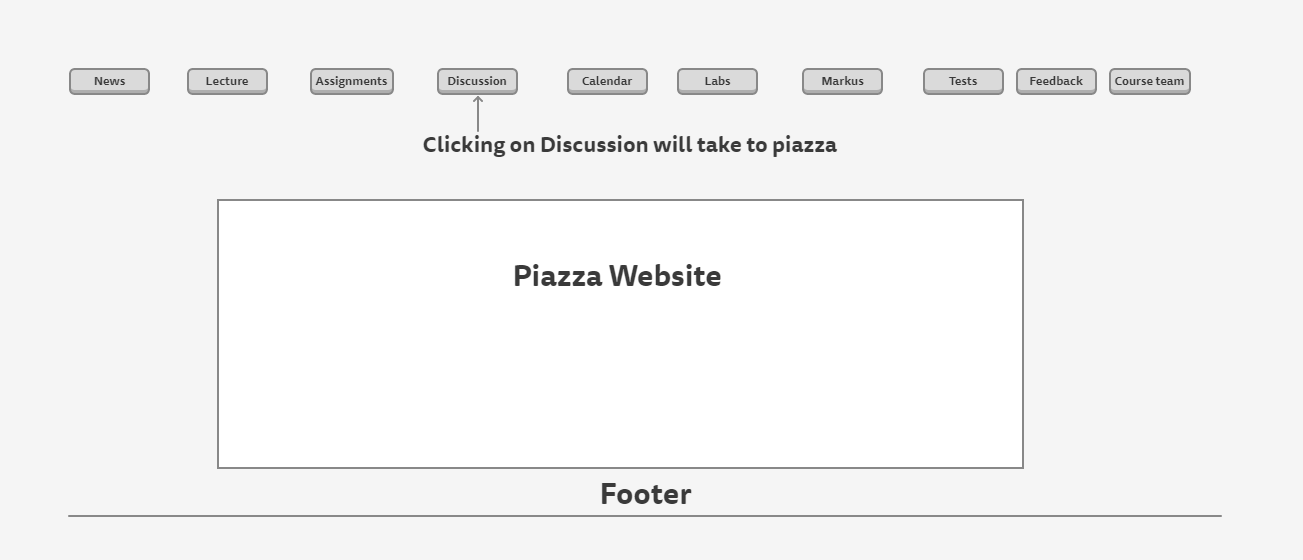 News Lecture Assignments Discussion Calendar Labs Markus Tests Feedback Course team
Clicking on Discussion will take to piazza
Piazza Website
Footer